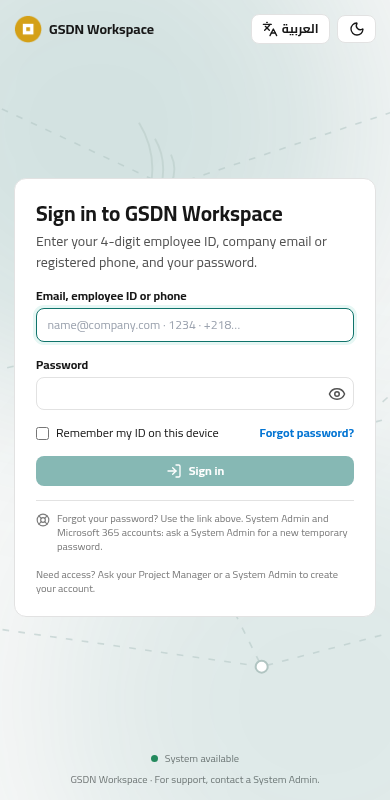 GSDN Workspace
العربية
Sign in to GSDN Workspace
Enter your 4-digit employee ID, company email or
registered phone, and your password.
Email, employee ID or phone
name@company.com · 1234 · +218…
Password
Remember my ID on this device
Forgot password?
Sign in
Forgot your password? Use the link above. System Admin and
Microsoft 365 accounts: ask a System Admin for a new temporary
password.
Need access? Ask your Project Manager or a System Admin to create
your account.
System available
GSDN Workspace · For support, contact a System Admin.